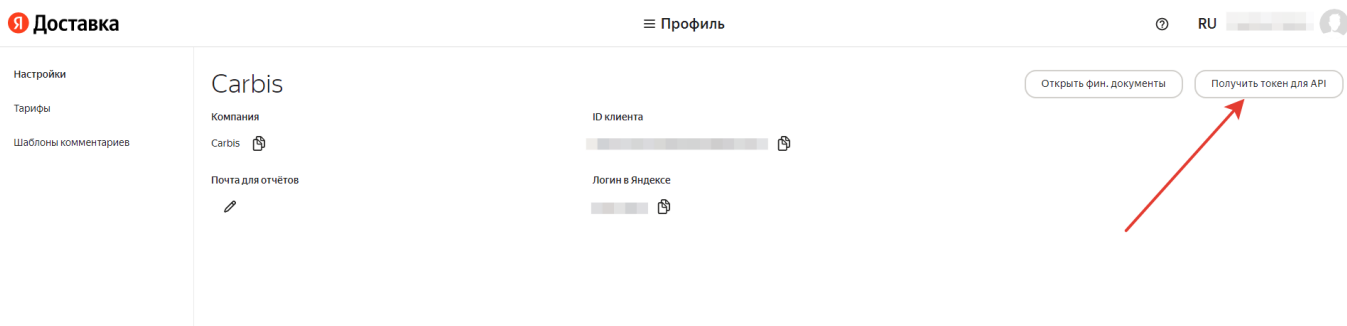 Я Доставка
Профиль
RU
Настройки
Тарифы
Шаблоны комментариев
Carbis
Открыть фин. документы
Получить токен для API
Компания
ID клиента
Carbis
Почта для отчётов
Логин в Яндексе